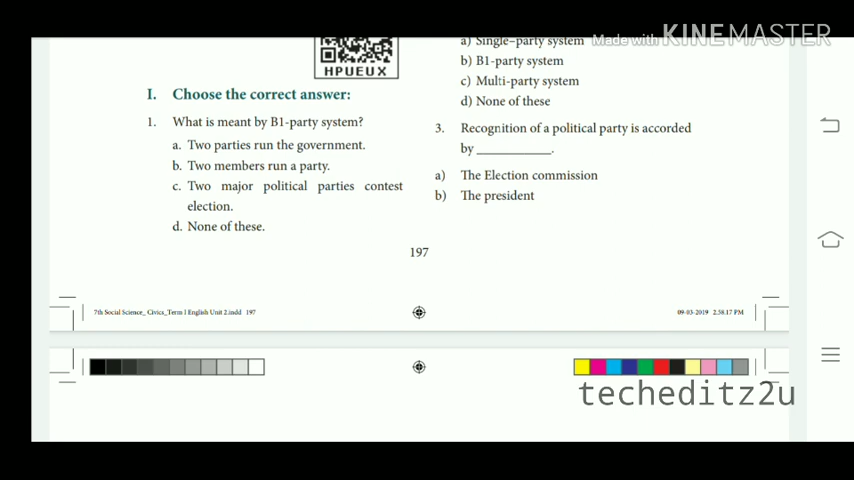 Made with KINEMASTER
HPUEUX
I. Choose the correct answer:
1. What is meant by B1-party system?
a. Two parties run the government.
b. Two members run a party.
c. Two major political parties contest
election.
d. None of these.
a) Single-party system
b) B1-party system
c) Multi-party system
d) None of these
3. Recognition of a political party is accorded
by ___________.
a) The Election commission
b) The president
197
7th Social Science_ Civics_Term I English Unit 2.indd 197
09-03-2019 2.58.17 PM
techeditz2u